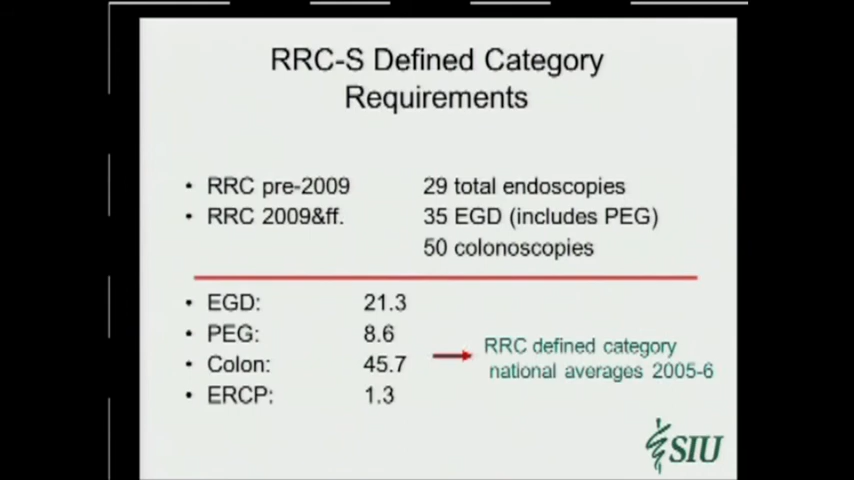 RRC-S Defined Category
Requirements
• RRC pre-2009 29 total endoscopies
• RRC 2009&ff. 35 EGD (includes PEG)
50 colonoscopies
• EGD: 21.3
• PEG: 8.6
• Colon: 45.7
• ERCP: 1.3
RRC defined category
national averages 2005-6
SIU